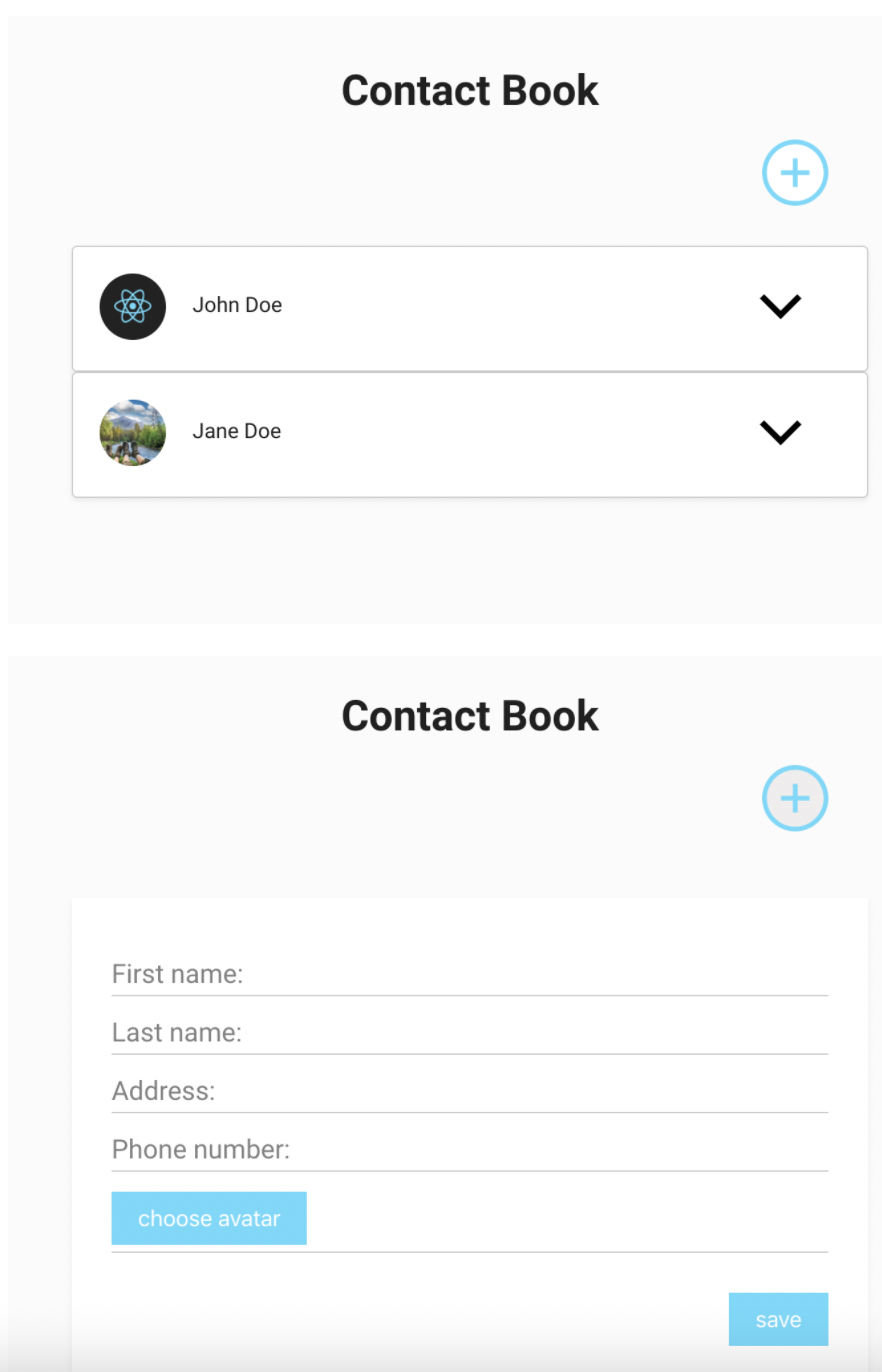 Contact Book
John Doe
Jane Doe
Contact Book
First name:
Last name:
Address:
Phone number:
choose avatar
save